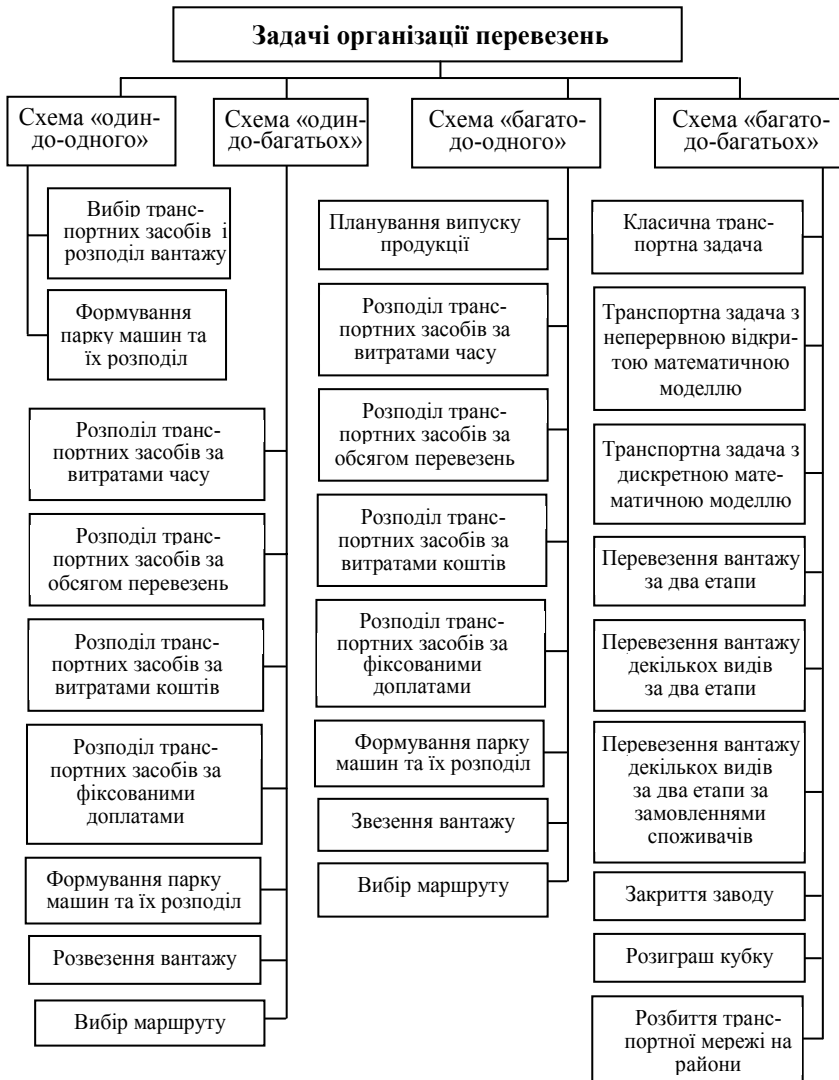 Задачі організації перевезень
Схема «один-
до-одного»
Вибір транс-
портних засобів і
розподіл вантажу
Формування
парку машин та
їх розподіл
Схема «один-
до-багатьох»
Розподіл транс-
портних засобів за
витратами часу
Розподіл транс-
портних засобів за
обсягом перевезень
Розподіл транс-
портних засобів за
витратами коштів
Розподіл транс-
портних засобів за
фіксованими
доплатами
Формування парку
машин та їх розподіл
Розвезення вантажу
Вибір маршруту
Схема «багато-
до-одного»
Планування випуску
продукції
Розподіл транс-
портних засобів за
витратами часу
Розподіл транс-
портних засобів за
обсягом перевезень
Розподіл транс-
портних засобів за
витратами коштів
Розподіл транс-
портних засобів за
фіксованими
доплатами
Формування парку
машин та їх розподіл
Звезення вантажу
Вибір маршруту
Схема «багато-
до-багатьох»
Класична транс-
портна задача
Транспортна задача з
неперервною відкри-
тою математичною
моделлю
Транспортна задача з
дискретною мате-
матичною моделлю
Перевезення вантажу
за два етапи
Перевезення вантажу
декількох видів
за два етапи
Перевезення вантажу
декількох видів
за два етапи за
замовленнями
споживачів
Закриття заводу
Розиграш кубку
Розбиття транс-
портної мережі на
райони